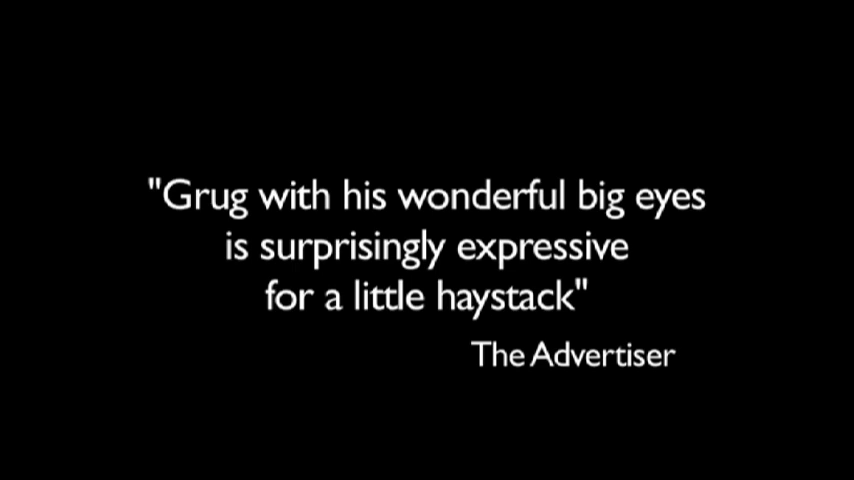 "Grug with his wonderful big eyes
is surprisingly expressive
for a little haystack"
The Advertiser